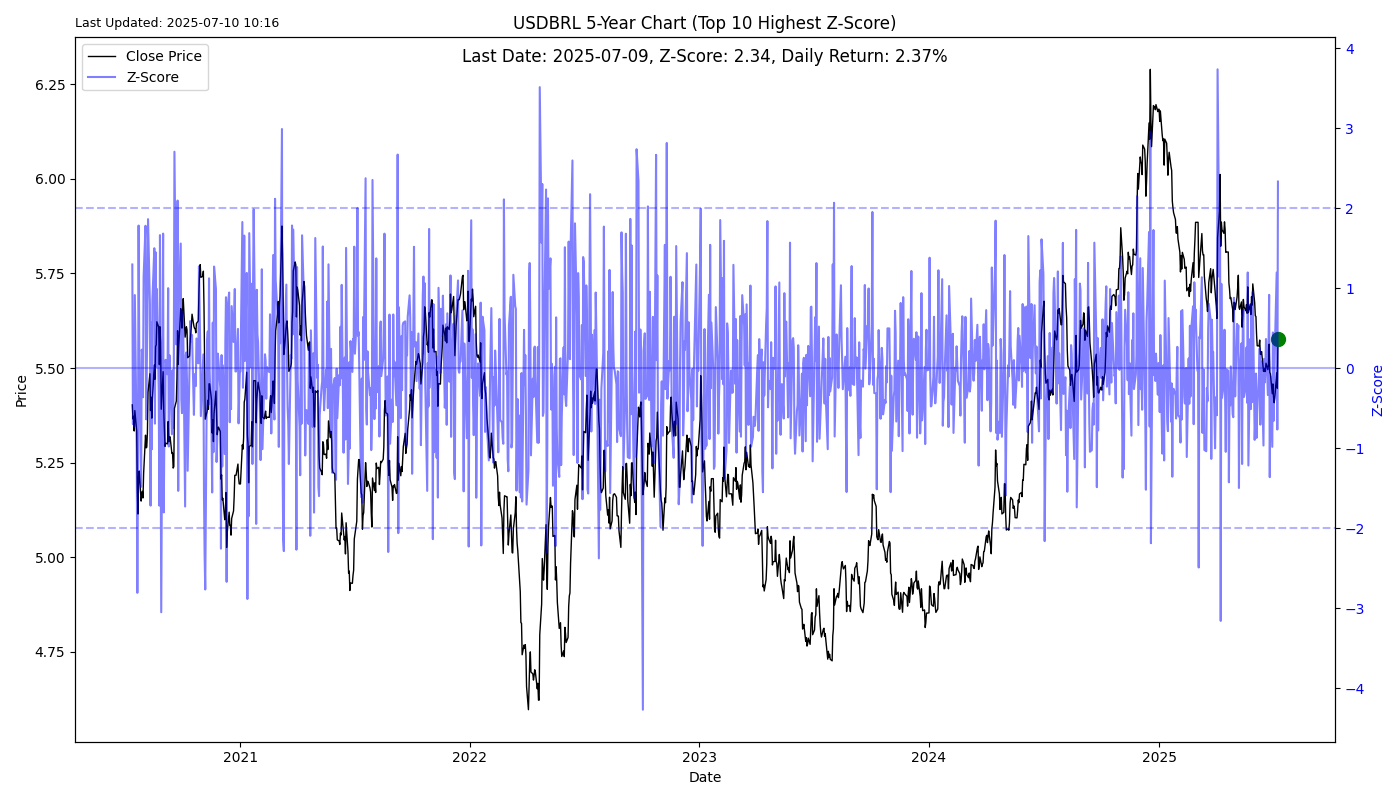 Last Updated: 2025-07-10 10:16
USDBRL 5-Year Chart (Top 10 Highest Z-Score)
Last Date: 2025-07-09, Z-Score: 2.34, Daily Return: 2.37%
Close Price
Z-Score
6.25
6.00
5.75
5.50
5.25
5.00
4.75
Price
4
3
2
1
0
−1
−2
−3
−4
Z-Score
2021
2022
2023
2024
2025
Date